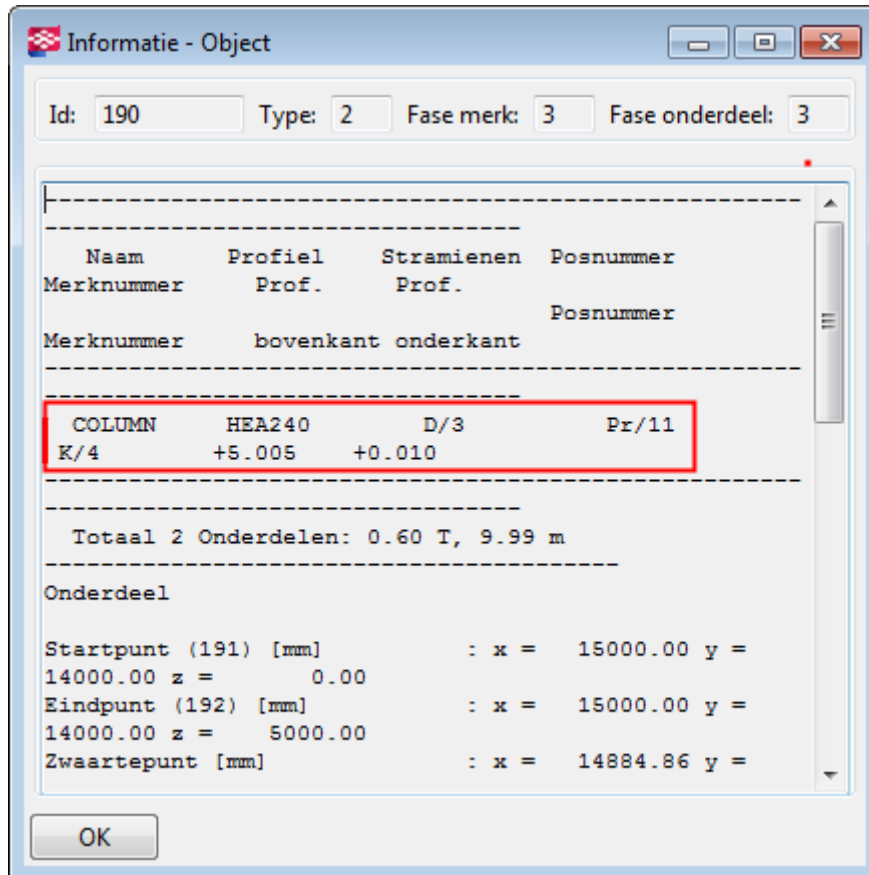 Informatie - Object
Id: 190 Type: 2 Fase merk: 3 Fase onderdeel: 3
--------------------------------------------------------
-----------------------------------
Naam Profiel Stramienen Posnummer
Merknummer Prof. Prof.
Posnummer
Merknummer bovenkant onderkant
--------------------------------------------------------
-----------------------------------
COLUMN HEA240 D/3 Pr/11
K/4 +5.005 +0.010
--------------------------------------------------------
-----------------------------------
Totaal 2 Onderdelen: 0.60 T, 9.99 m
------------------------------------------
Onderdeel
Startpunt (191) [mm] : x = 15000.00 y =
14000.00 z = 0.00
Eindpunt (192) [mm] : x = 15000.00 y =
14000.00 z = 5000.00
Zwaartepunt [mm] : x = 14884.86 y =
OK